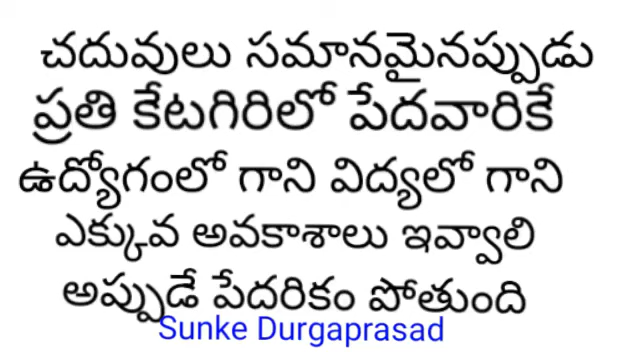 చదువులు సమానమైనప్పుడు
ప్రతి కేటగిరిలో పేదవారికే
ఉద్యోగంలో గాని విద్యలో గాని
ఎక్కువ అవకాశాలు ఇవ్వాలి
అప్పుడే పేదరికం పోతుంది
Sunke Durgaprasad